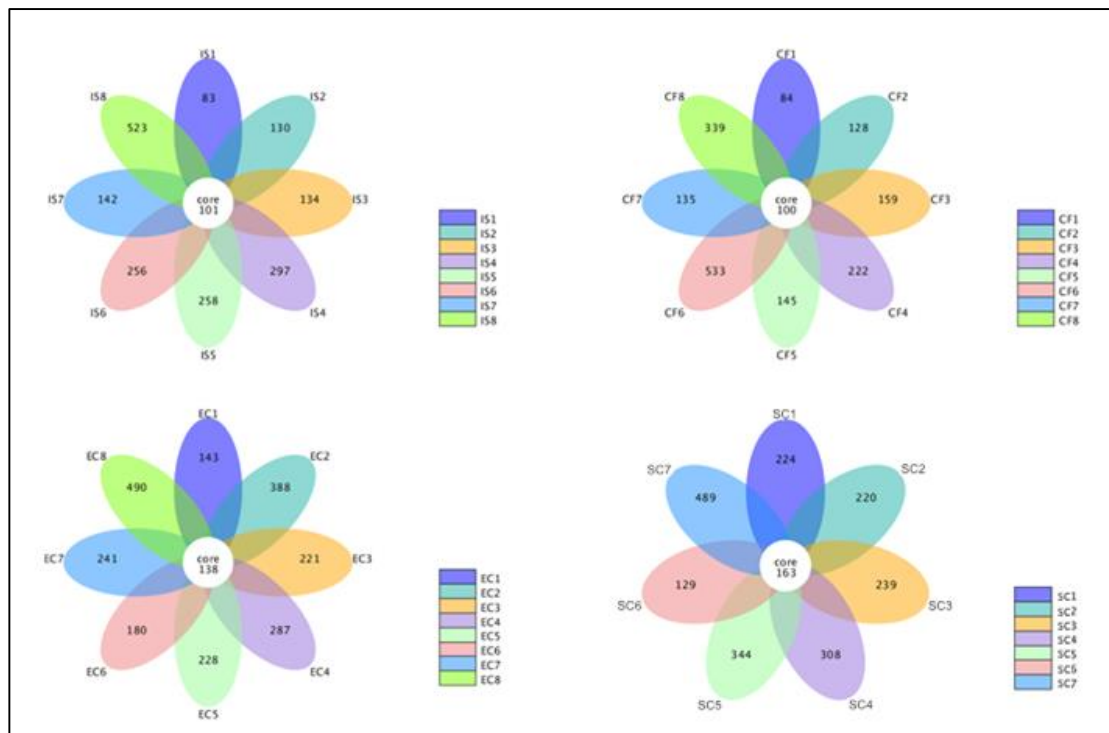 IS1
83
IS2
130
IS3
134
IS4
297
IS5
258
IS6
256
IS7
142
IS8
523
core
101
IS1
IS2
IS3
IS4
IS5
IS6
IS7
IS8
CF1
84
CF2
128
CF3
159
CF4
222
CF5
145
CF6
533
CF7
135
CF8
339
core
100
CF1
CF2
CF3
CF4
CF5
CF6
CF7
CF8
EC1
143
EC2
388
EC3
221
EC4
287
EC5
228
EC6
180
EC7
241
EC8
490
core
138
EC1
EC2
EC3
EC4
EC5
EC6
EC7
EC8
SC1
224
SC2
220
SC3
239
SC4
308
SC5
344
SC6
129
SC7
489
core
163
SC1
SC2
SC3
SC4
SC5
SC6
SC7